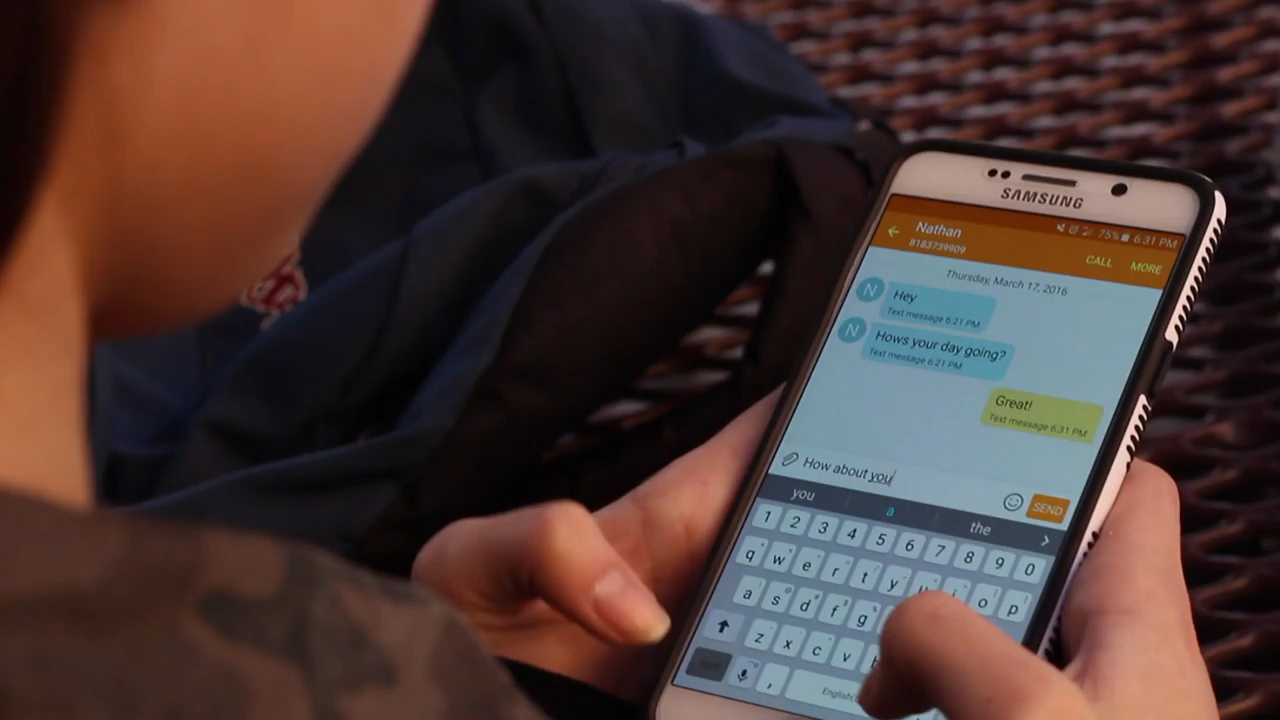 SAMSUNG
75% 6:31 PM
Nathan
8183739909
CALL MORE
Thursday, March 17, 2016
N
Hey
Text message 6:21 PM
N
Hows your day going?
Text message 6:21 PM
Great!
Text message 6:31 PM
How about you
SEND
you a the
1 2 3 4 5 6 7 8 9 0
q w e r t y u i o p
a s d f g
z x c v
, English